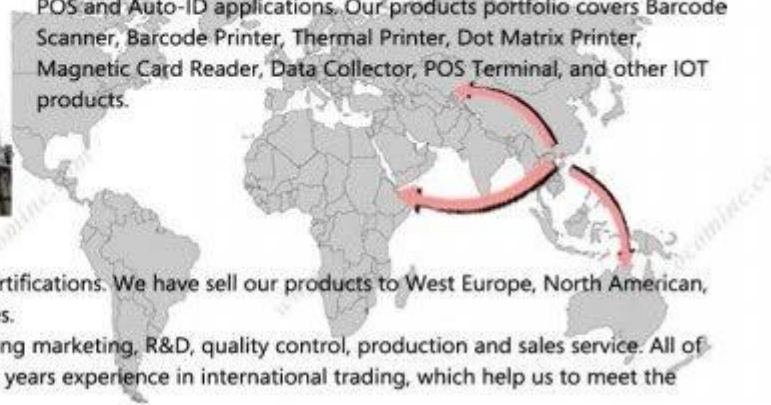 POS and Auto-ID applications. Our products portfolio covers Barcode
Scanner, Barcode Printer, Thermal Printer, Dot Matrix Printer,
Magnetic Card Reader, Data Collector, POS Terminal, and other IOT
products.
rtifications. We have sell our products to West Europe, North American,
s.
ng marketing, R&D, quality control, production and sales service. All of
years experience in international trading, which help us to meet the